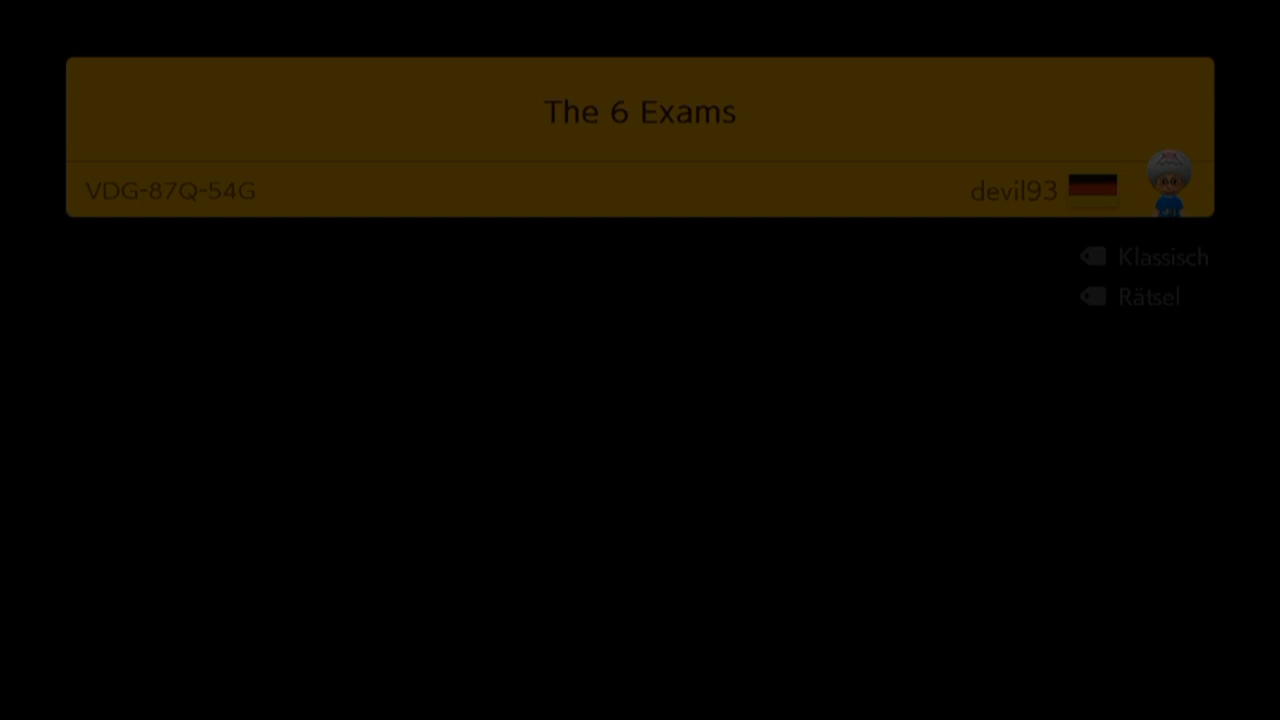 The 6 Exams
VDG-87Q-54G
devil93
Klassisch
Rätsel